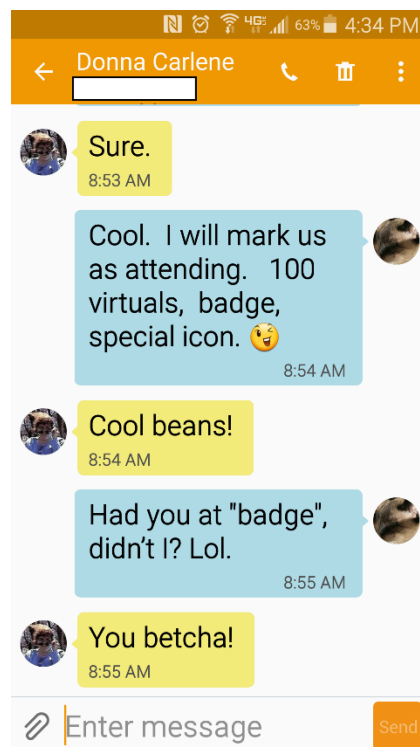 4G 63% 4:34 PM
Donna Carlene
Sure.
8:53 AM
Cool.  I will mark us
as attending.   100
virtuals,  badge,
special icon. 😉
8:54 AM
Cool beans!
8:54 AM
Had you at "badge",
didn't I? Lol.
8:55 AM
You betcha!
8:55 AM
Enter message
Send